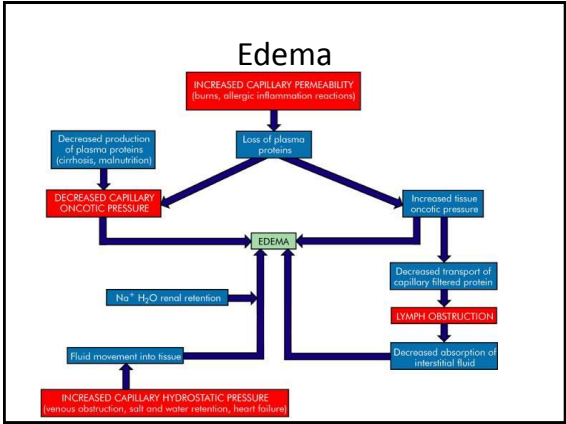 Edema
INCREASED CAPILLARY PERMEABILITY
(burns, allergic inflammation reactions)
Decreased production
of plasma proteins
(cirrhosis, malnutrition)
Loss of plasma
proteins
DECREASED CAPILLARY
ONCOTIC PRESSURE
Increased tissue
oncotic pressure
EDEMA
Decreased transport of
capillary filtered protein
Na⁺ H₂O renal retention
LYMPH OBSTRUCTION
Fluid movement into tissue
Decreased absorption of
interstitial fluid
INCREASED CAPILLARY HYDROSTATIC PRESSURE
(venous obstruction, salt and water retention, heart failure)